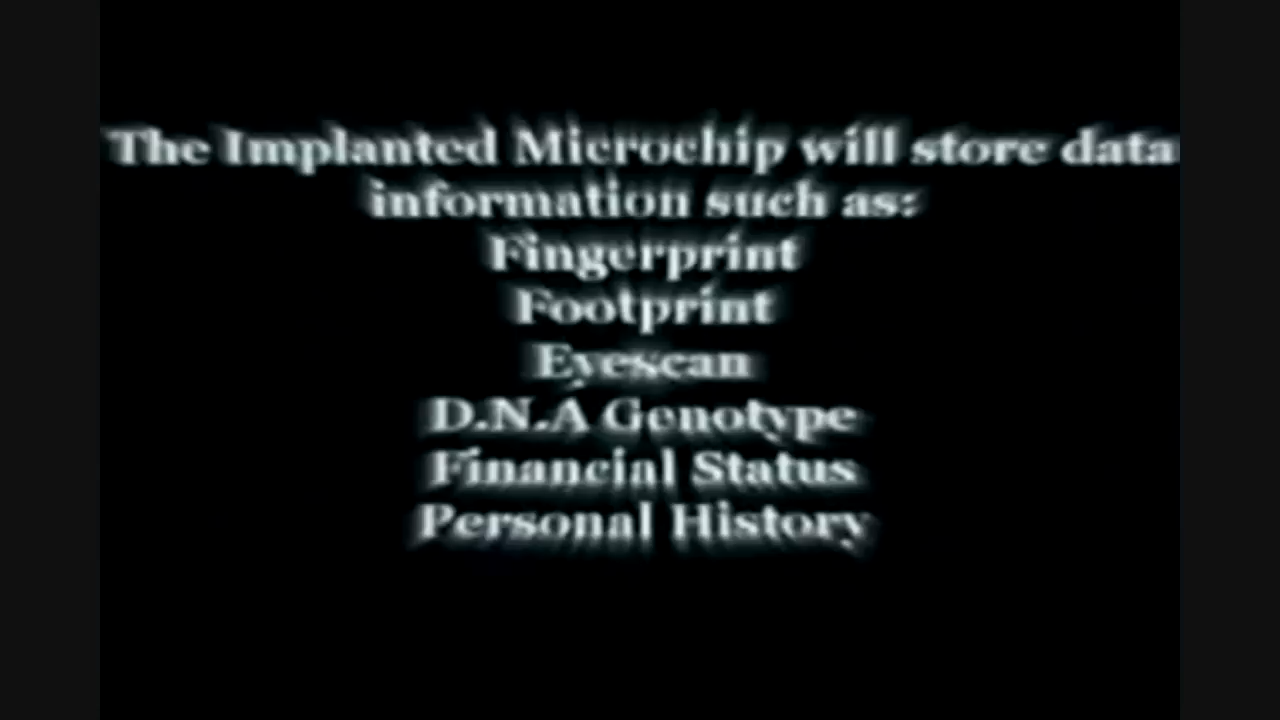 The Implanted Microchip will store data
information such as:
Fingerprint
Footprint
Eyescan
D.N.A Genotype
Financial Status
Personal History